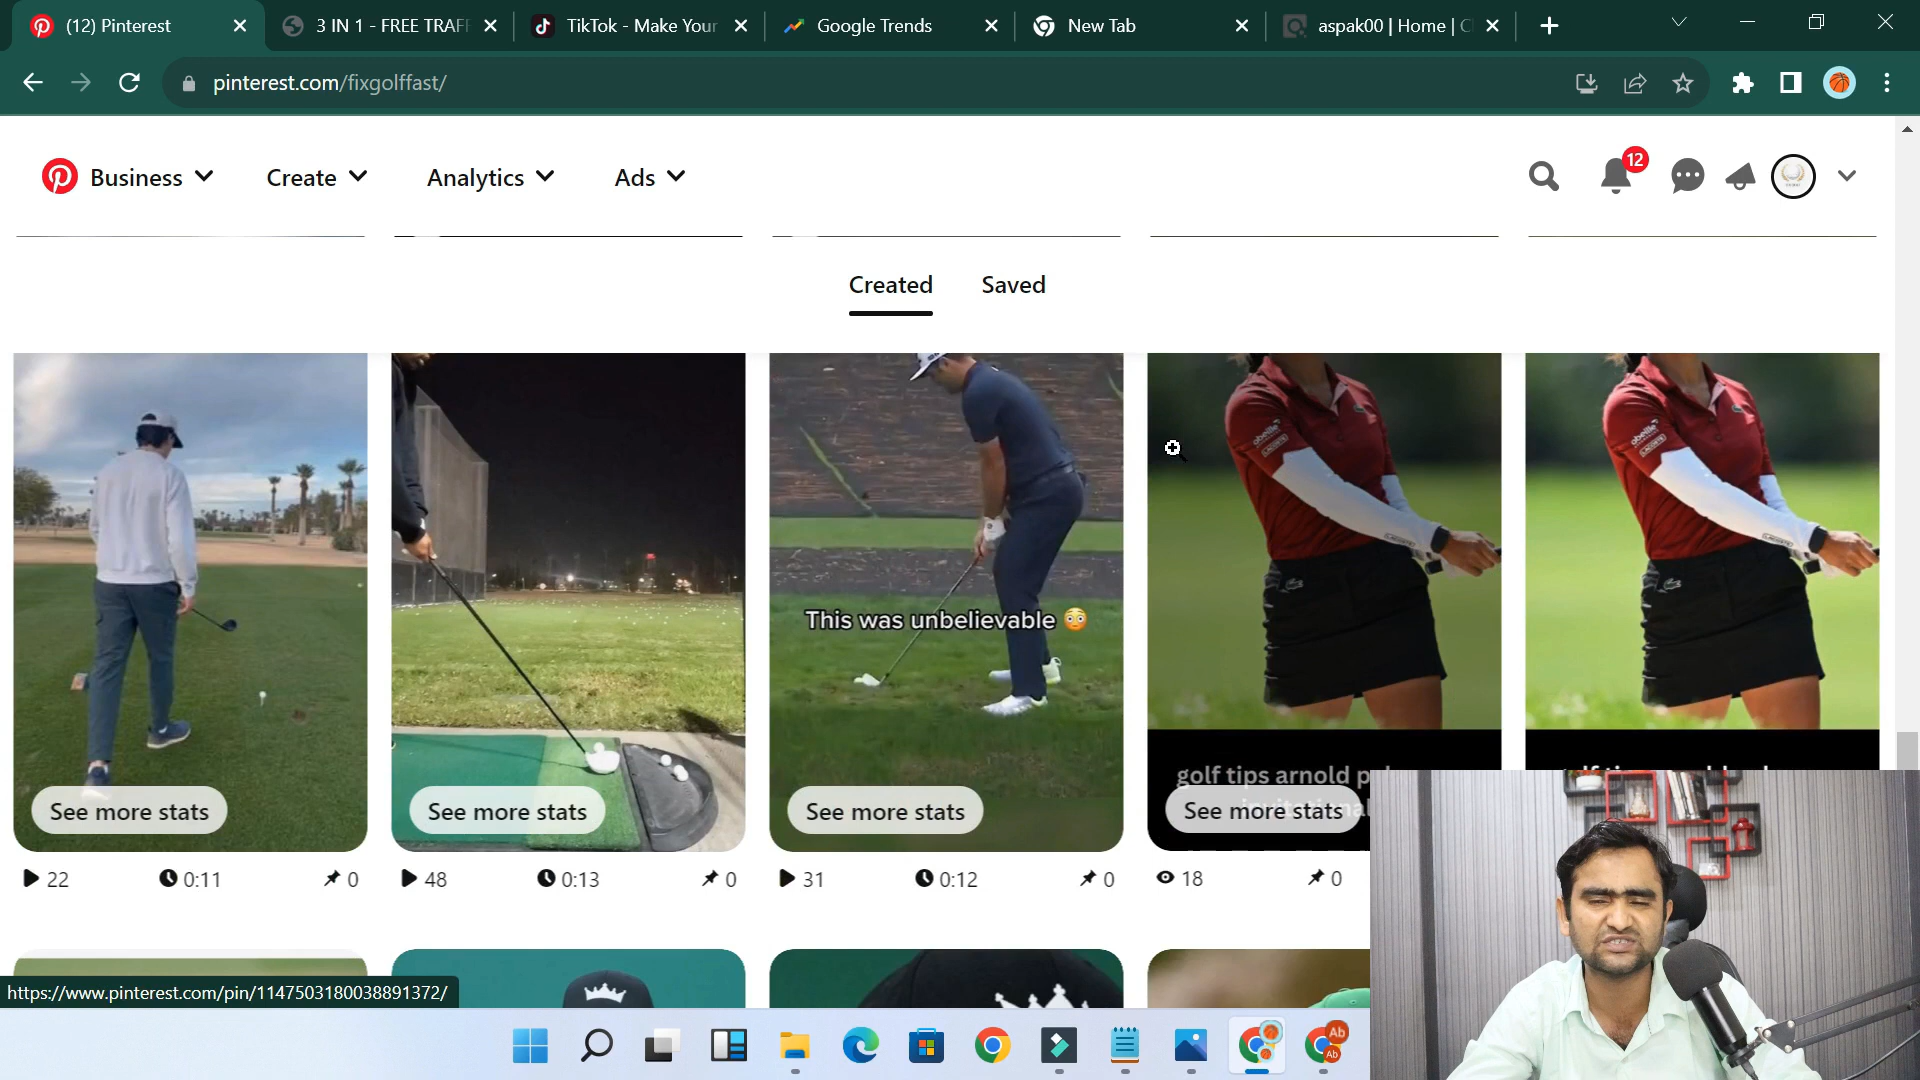 (12) Pinterest
3 IN 1 - FREE TRAFF
TikTok - Make Your
Google Trends
New Tab
aspak00 | Home |
pinterest.com/fixgolffast/
Business
Create
Analytics
Ads
12
Created
Saved
This was unbelievable 😳
golf tips arnold
See more stats
See more stats
See more stats
See more stats
22
0:11
0
48
0:13
0
31
0:12
0
18
0
https://www.pinterest.com/pin/1147503180038891372/
Ab
Ab